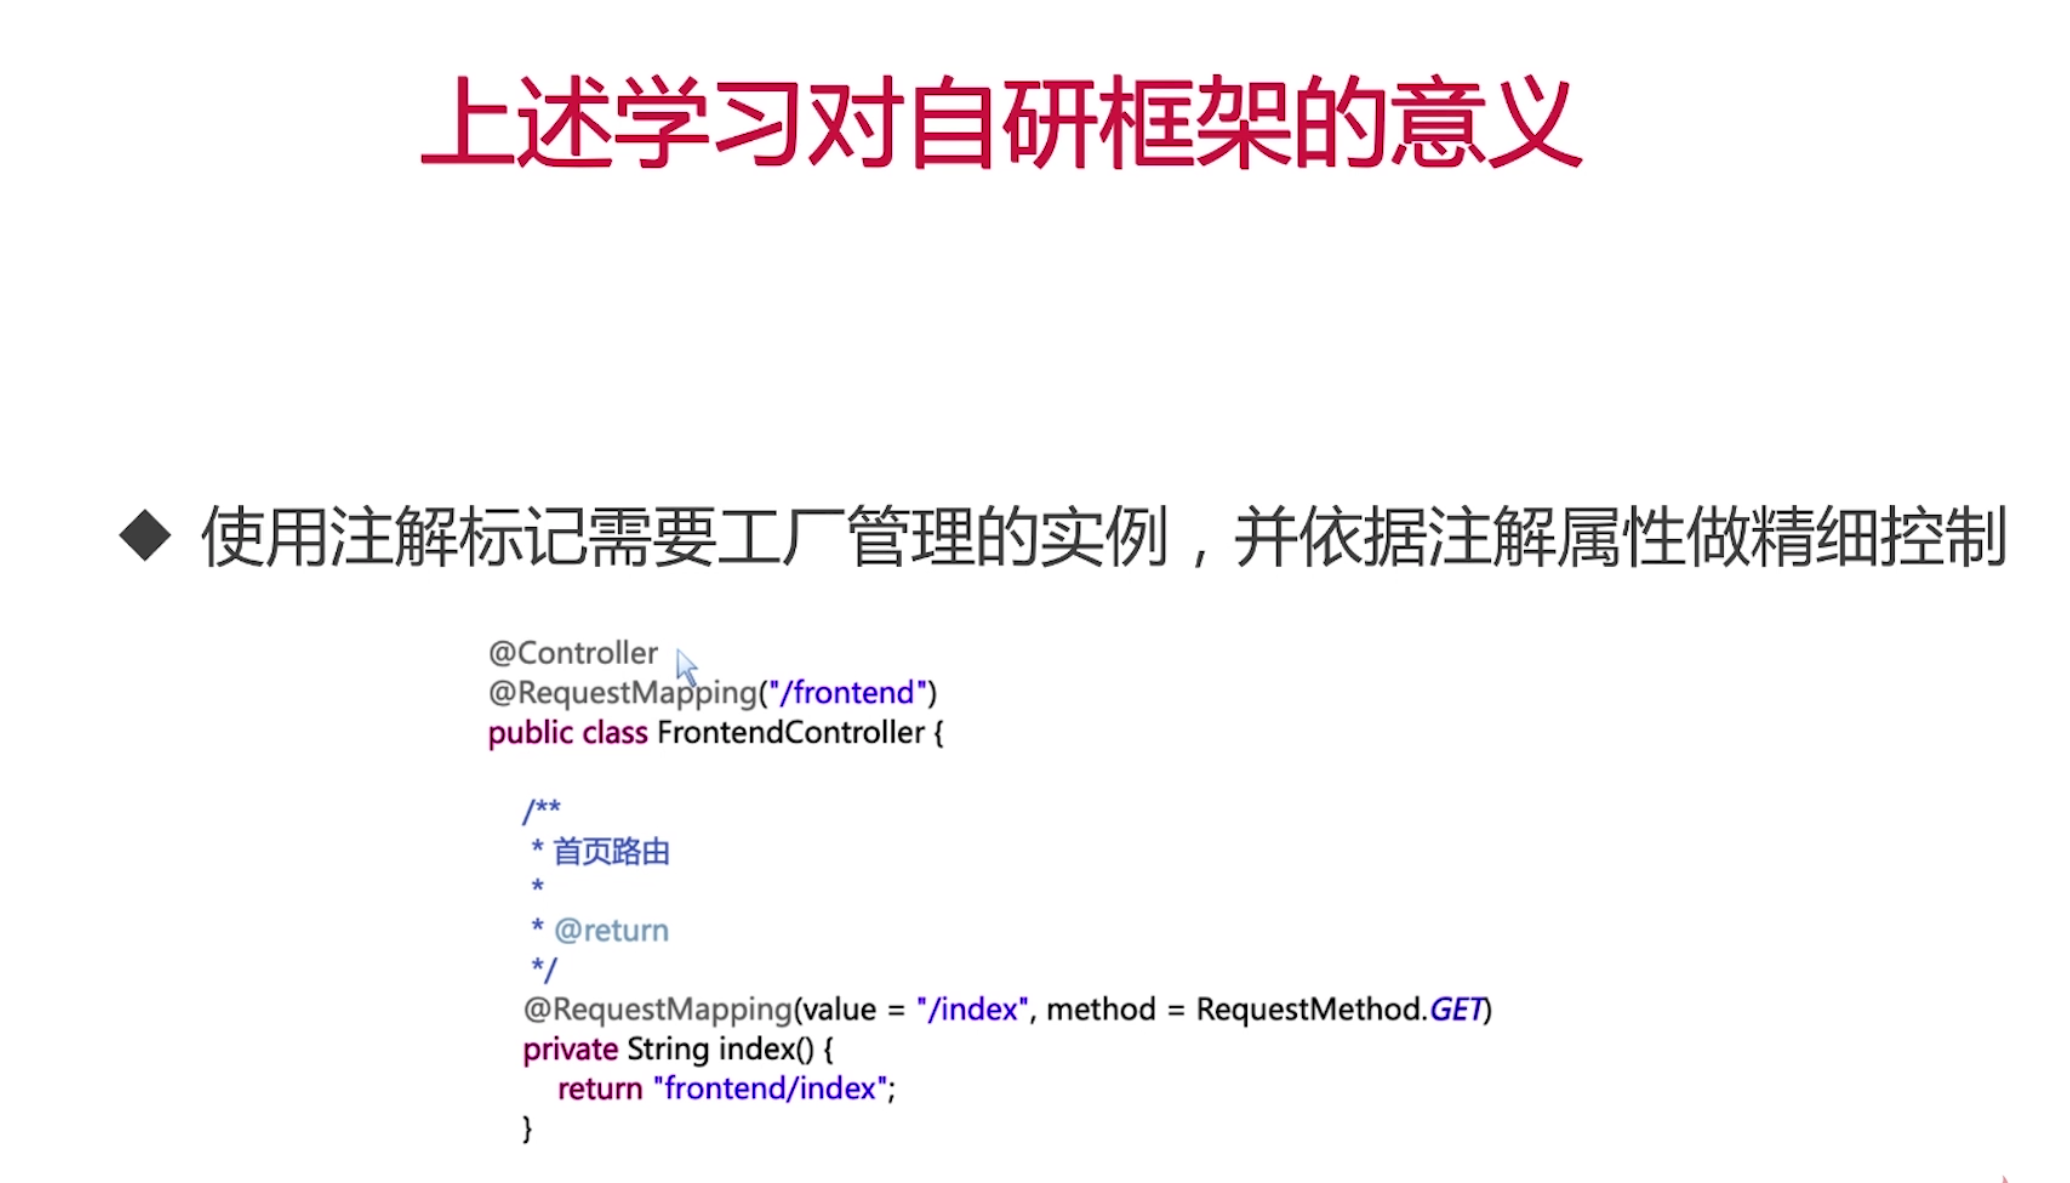 上述学习对自研框架的意义
◆ 使用注解标记需要工厂管理的实例，并依据注解属性做精细控制
@Controller
@RequestMapping("/frontend")
public class FrontendController {
/**
* 首页路由
*
* @return
*/
@RequestMapping(value = "/index", method = RequestMethod.GET)
private String index() {
return "frontend/index";
}